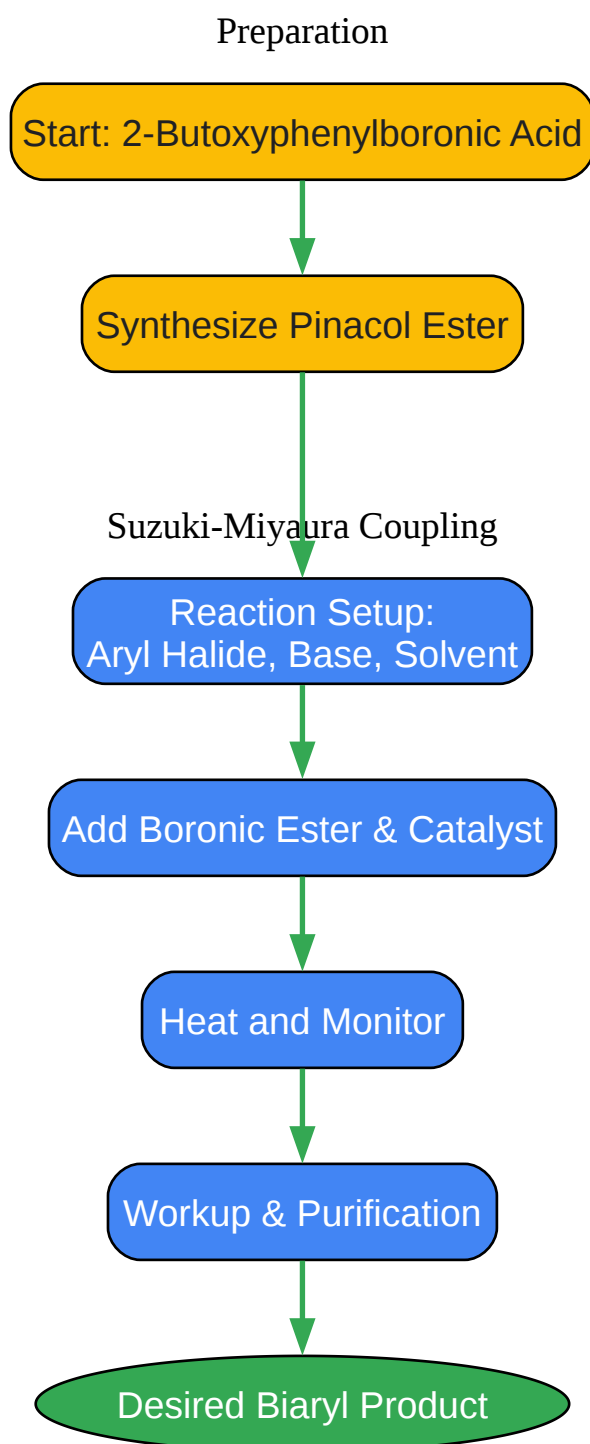 Preparation
Start: 2-Butoxyphenylboronic Acid
Synthesize Pinacol Ester
Suzuki-Miyaura Coupling
Reaction Setup:
Aryl Halide, Base, Solvent
Add Boronic Ester & Catalyst
Heat and Monitor
Workup & Purification
Desired Biaryl Product